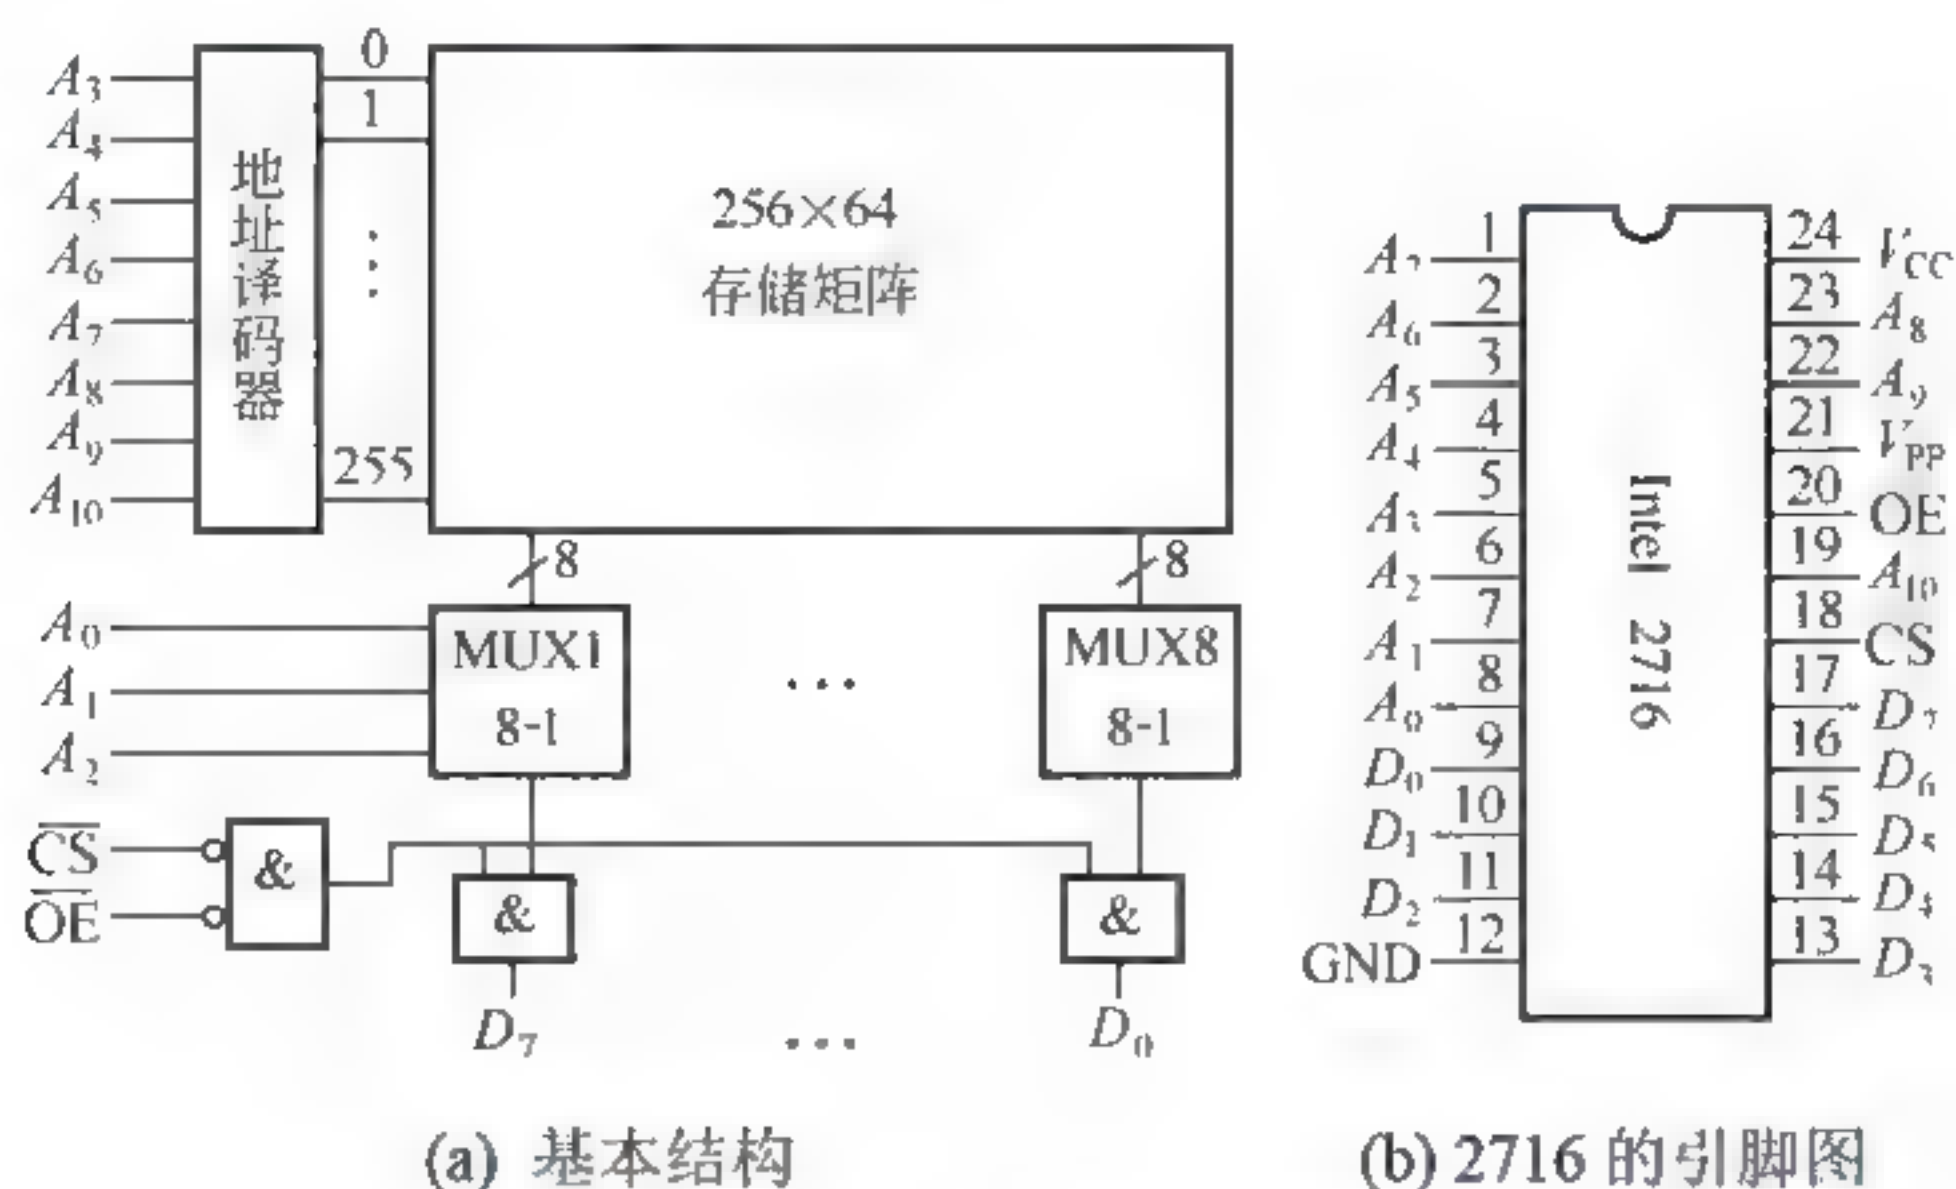 A₃ 0
1
A₄
A₅
A₆
A₇
A₈
A₉
A₁₀ 255
地址译码器
256×64
存储矩阵
8 8
A₀
A₁
A₂
MUX1
8-1
...
MUX8
8-1
C̅S̅
O̅E̅
&
& &
D₇ ... D₀
(a) 基本结构
A₇ 1 24 V_CC
A₆ 2 23 A₈
A₅ 3 22 A₉
A₄ 4 21 V_PP
A₃ 5 20 OE
A₂ 6 19 A₁₀
A₁ 7 18 CS
A₀ 8 17 D₇
D₀ 9 16 D₆
D₁ 10 15 D₅
D₂ 11 14 D₄
GND 12 13 D₃
Intel 2716
(b) 2716 的引脚图